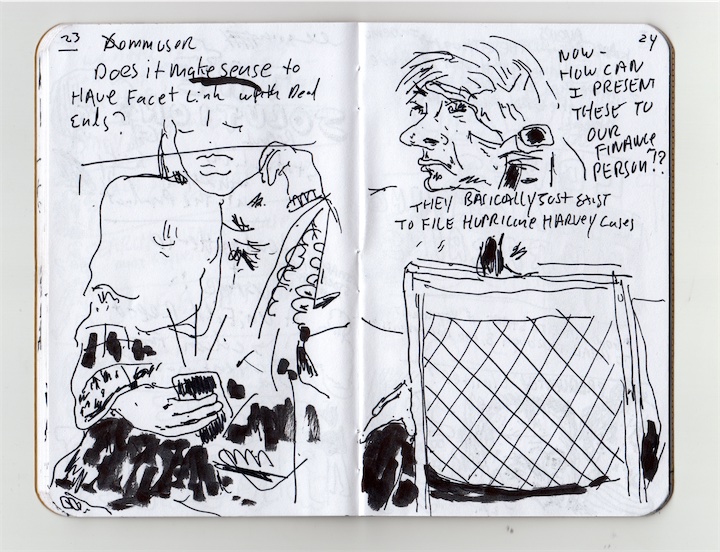 23
Does it make sense to
HAVE Facet Link with Dead
Ends?
24
NOW -
HOW CAN
I PRESENT
THESE TO
OUR
FINANCE
PERSON!?
THEY BASICALLY JUST EXIST
TO FILE HURRICANE HARVEY CASES